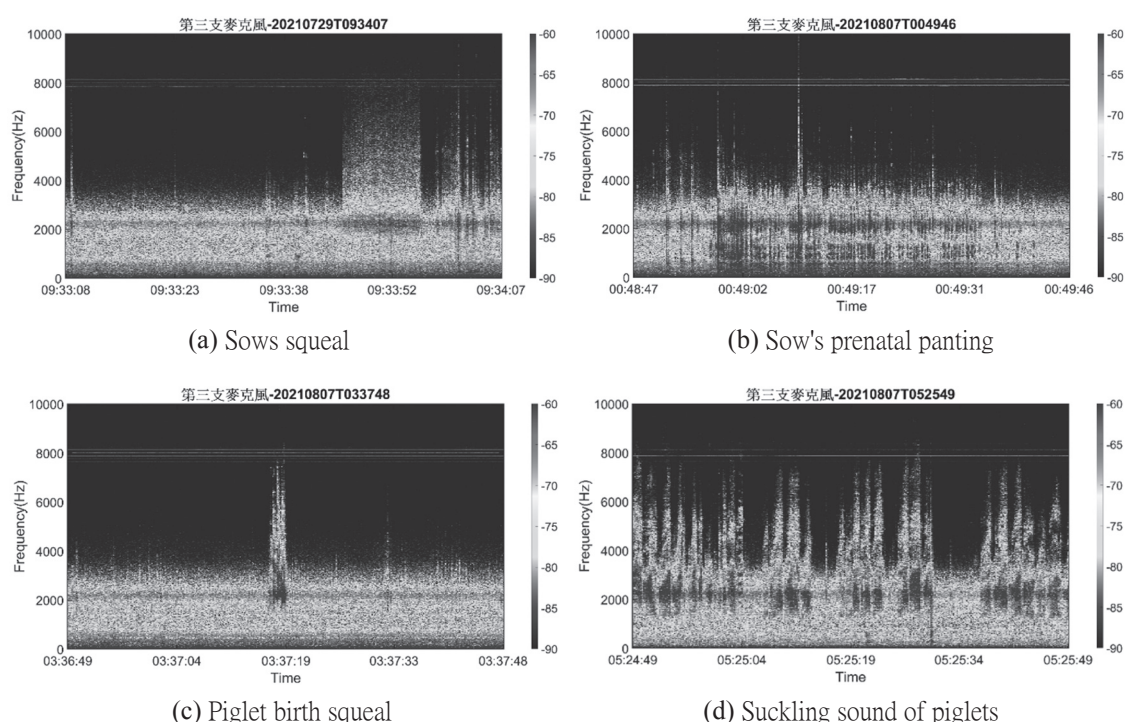 第三支麥克風-20210729T093407
10000
8000
6000
4000
2000
0
Frequency(Hz)
09:33:08 09:33:23 09:33:38 09:33:52 09:34:07
Time
-60
-65
-70
-75
-80
-85
-90
(a) Sows squeal
第三支麥克風-20210807T004946
10000
8000
6000
4000
2000
0
Frequency(Hz)
00:48:47 00:49:02 00:49:17 00:49:31 00:49:46
Time
-60
-65
-70
-75
-80
-85
-90
(b) Sow's prenatal panting
第三支麥克風-20210807T033748
10000
8000
6000
4000
2000
0
Frequency(Hz)
03:36:49 03:37:04 03:37:19 03:37:33 03:37:48
Time
-60
-65
-70
-75
-80
-85
-90
(c) Piglet birth squeal
第三支麥克風-20210807T052549
10000
8000
6000
4000
2000
0
Frequency(Hz)
05:24:49 05:25:04 05:25:19 05:25:34 05:25:49
Time
-60
-65
-70
-75
-80
-85
-90
(d) Suckling sound of piglets